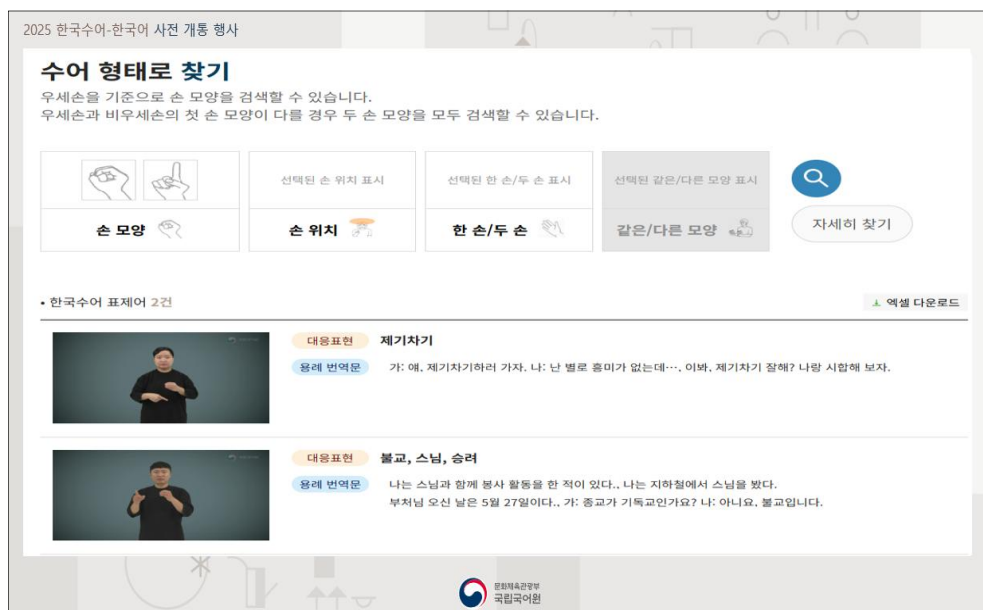 2025 한국수어-한국어 사전 개통 행사
수어 형태로 찾기
우세손을 기준으로 손 모양을 검색할 수 있습니다.
우세손과 비우세손의 첫 손 모양이 다를 경우 두 손 모양을 모두 검색할 수 있습니다.
선택된 손 위치 표시
선택된 한 손/두 손 표시
선택된 같은/다른 모양 표시
손 모양
손 위치
한 손/두 손
같은/다른 모양
자세히 찾기
• 한국수어 표제어 2건
엑셀 다운로드
대응표현 제기차기
용례 번역문 가: 얘, 제기차기하러 가자. 나: 난 별로 흥미가 없는데…, 이봐, 제기차기 잘해? 나랑 시합해 보자.
대응표현 불교, 스님, 승려
용례 번역문 나는 스님과 함께 봉사 활동을 한 적이 있다., 나는 지하철에서 스님을 봤다.
부처님 오신 날은 5월 27일이다., 가: 종교가 기독교인가요? 나: 아니요, 불교입니다.
문화체육관광부
국립국어원